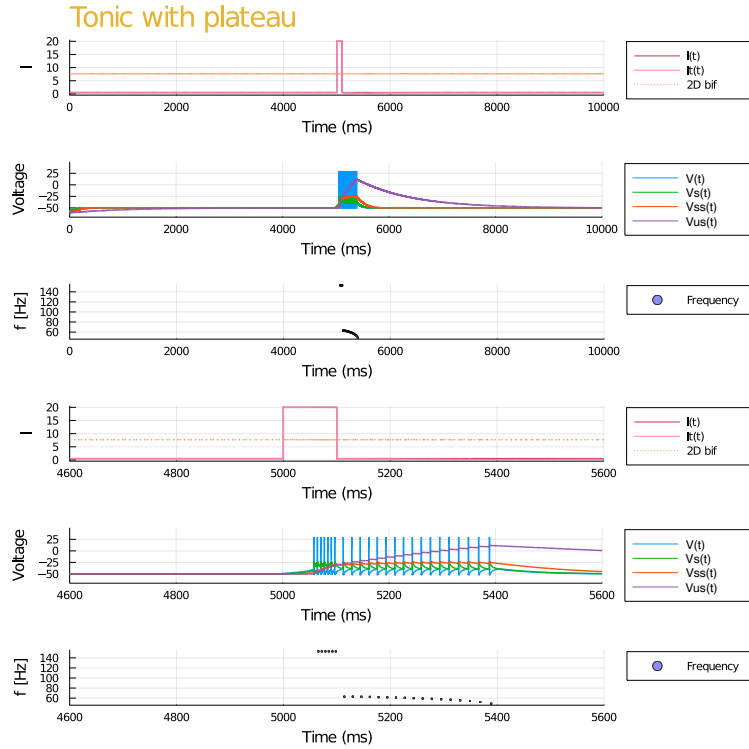 Tonic with plateau
I
20
15
10
5
0
0 2000 4000 6000 8000 10000
Time (ms)
I(t)
It(t)
2D bif
Voltage
25
0
−25
−50
0 2000 4000 6000 8000 10000
Time (ms)
V(t)
Vs(t)
Vss(t)
Vus(t)
f [Hz]
140
120
100
80
60
0 2000 4000 6000 8000 10000
Time (ms)
Frequency
I
20
15
10
5
0
4600 4800 5000 5200 5400 5600
Time (ms)
I(t)
It(t)
2D bif
Voltage
25
0
−25
−50
4600 4800 5000 5200 5400 5600
Time (ms)
V(t)
Vs(t)
Vss(t)
Vus(t)
f [Hz]
140
120
100
80
60
4600 4800 5000 5200 5400 5600
Time (ms)
Frequency